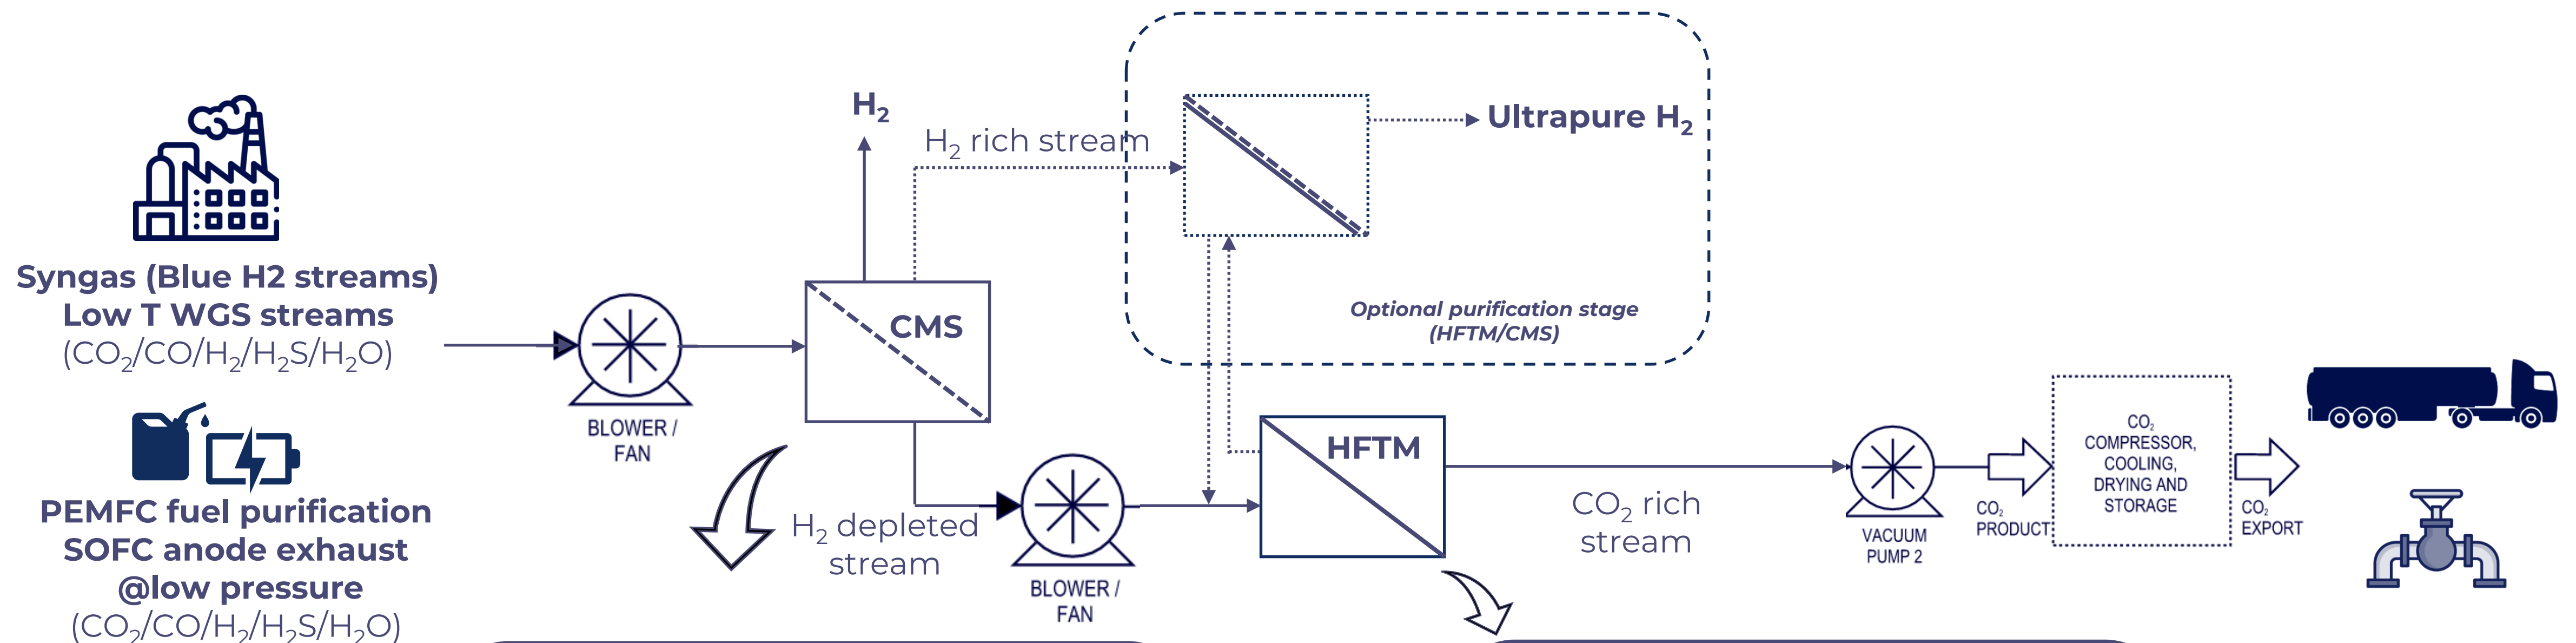 Syngas (Blue H2 streams)
Low T WGS streams
(CO₂/CO/H₂/H₂S/H₂O)
PEMFC fuel purification
SOFC anode exhaust
@low pressure
(CO₂/CO/H₂/H₂S/H₂O)
BLOWER /
FAN
H₂
H₂ rich stream
CMS
H₂ depleted
stream
BLOWER /
FAN
Ultrapure H₂
Optional purification stage
(HFTM/CMS)
HFTM
CO₂ rich
stream
VACUUM
PUMP 2
CO₂
PRODUCT
CO₂
COMPRESSOR,
COOLING,
DRYING AND
STORAGE
CO₂
EXPORT